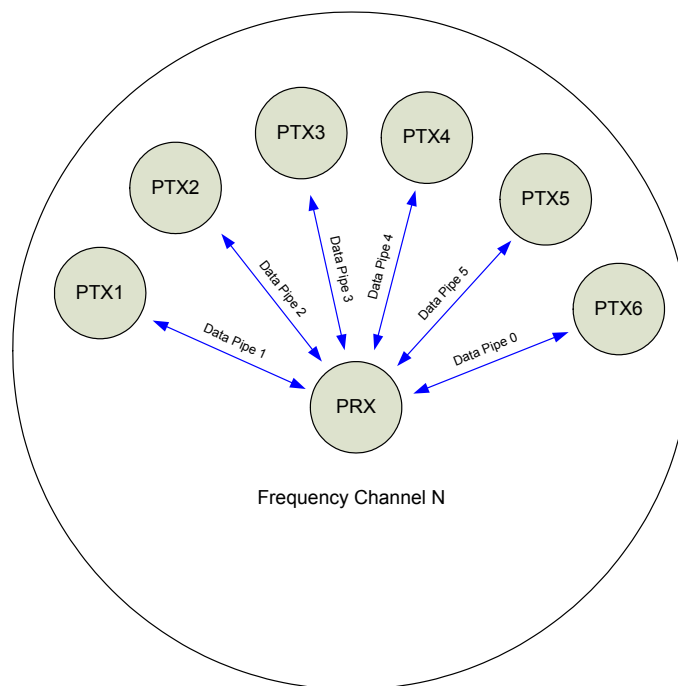 PTX3
PTX4
PTX2
PTX5
PTX1
PTX6
Data Pipe 3
Data Pipe 4
Data Pipe 2
Data Pipe 5
Data Pipe 1
Data Pipe 0
PRX
Frequency Channel N